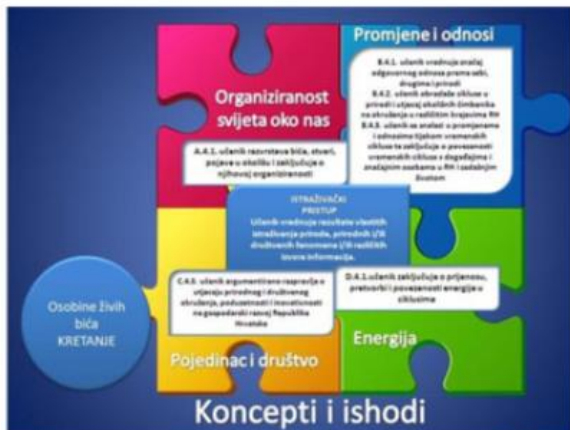 Promjene i odnosi
B.4.1. učenik vrednuje značaj
odgovornog odnosa prema sebi,
drugima i prirodi
B.4.2. učenik obrađuje cikluse u
prirodi i utjecaj okolišnih čimbenika
na okruženje u različitim krajevima RH
B.4.3. učenik se snalazi u promjenama
i odnosima tijekom vremenskih
ciklusa te zaključuje o povezanosti
vremenskih ciklusa s događajima i
značajnim osobama u RH i sadašnjim
životom
Organiziranost
svijeta oko nas
A.4.1. učenik razvrstava bića, stvari,
pojave u okolišu i zaključuje o
njihovoj organiziranosti
ISTRAŽIVAČKI
PRISTUP
Učenik vrednuje rezultate vlastitih
istraživanja prirode, prirodnih i/ili
društvenih fenomena i/ili različitih
izvora informacija.
C.4.3. učenik argumentirano raspravlja o
utjecaju prirodnog i društvenog
okruženja, poduzetnosti i inovativnosti
na gospodarski razvoj Republike
Hrvatske
D.4.1.učenik zaključuje o prijenosu,
pretvorbi i povezanosti energije u
ciklusima
Osobine živih
bića
KRETANJE
Pojedinac i društvo
Energija
Koncepti i ishodi